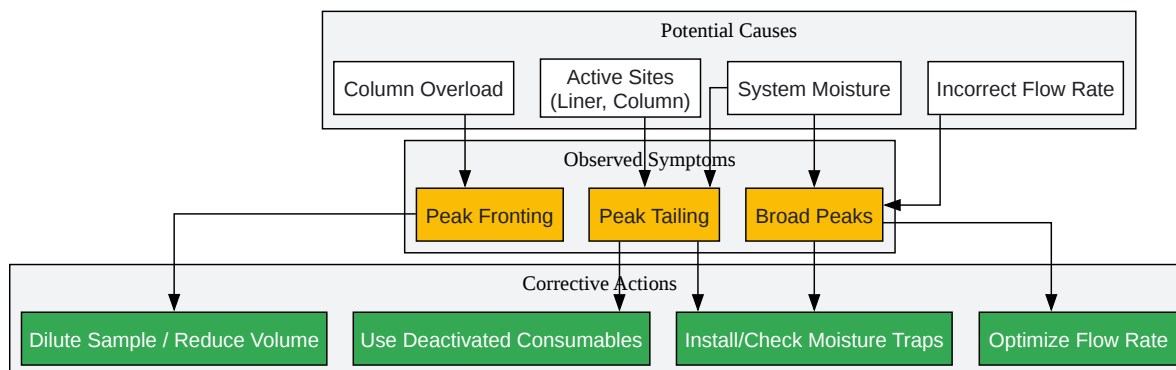 Potential Causes
Column Overload
Active Sites
(Liner, Column)
System Moisture
Incorrect Flow Rate
Observed Symptoms
Peak Fronting
Peak Tailing
Broad Peaks
Corrective Actions
Dilute Sample / Reduce Volume
Use Deactivated Consumables
Install/Check Moisture Traps
Optimize Flow Rate